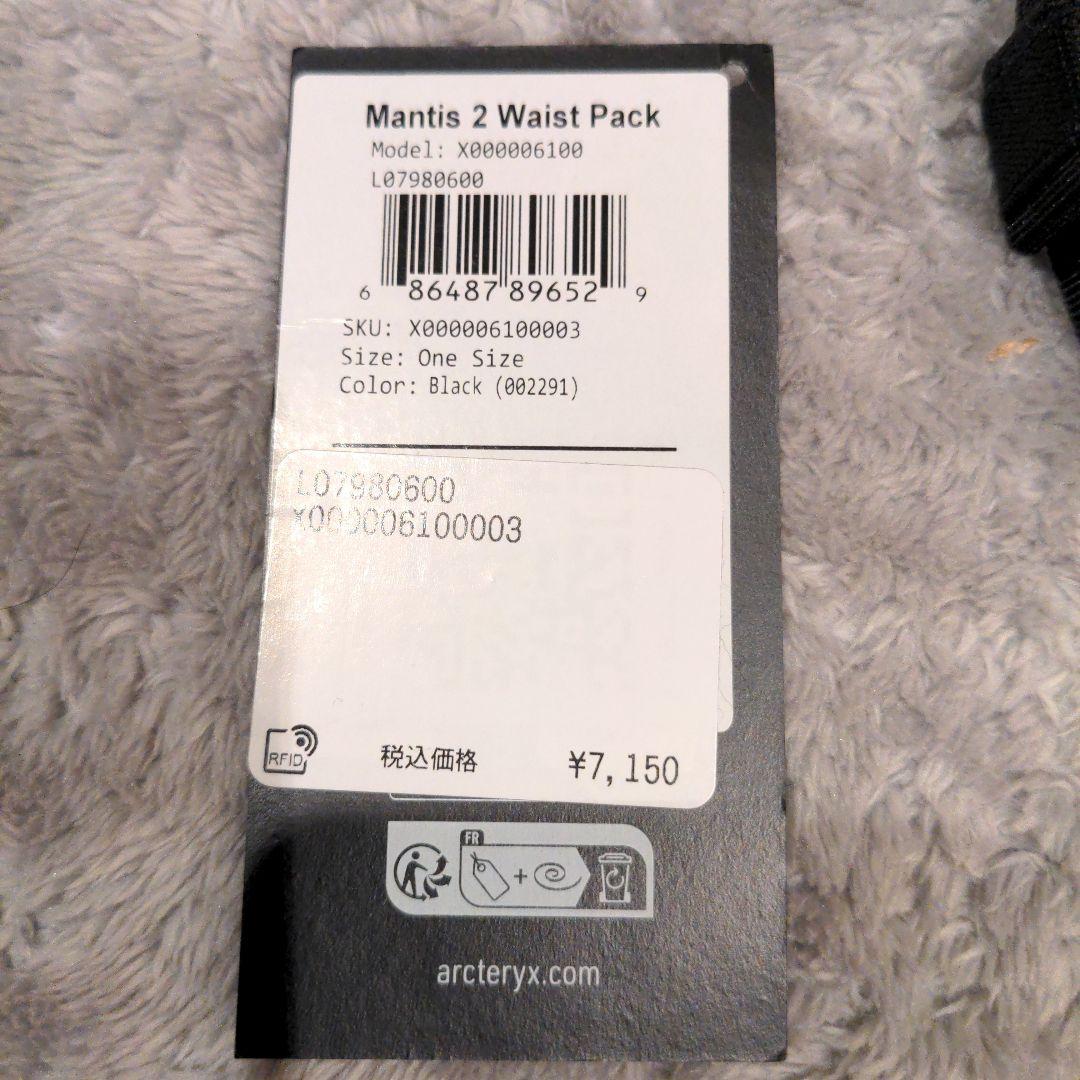 Mantis 2 Waist Pack
Model: X000006100
L07980600
6 86487 89652 9
SKU: X000006100003
Size: One Size
Color: Black (002291)
L07980600
X000006100003
RFID
税込価格 ¥7,150
FR
+
arcteryx.com